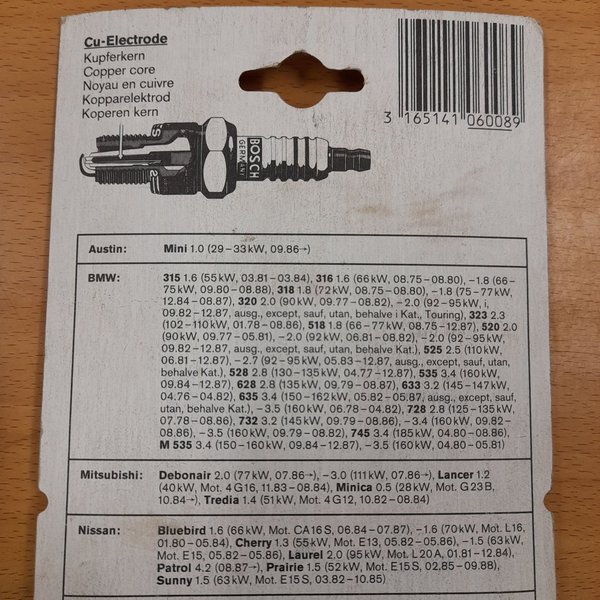 Cu-Electrode
Kupferkern
Copper core
Noyau en cuivre
Kopparelektrod
Koperen kern
3 165141 060089
BOSCH
GERMANY
S
2
Austin: Mini 1.0 (29–33 kW, 09.86→)
BMW: 315 1.6 (55 kW, 03.81–03.84), 316 1.6 (66 kW, 08.75–08.80), –1.8 (66–
75 kW, 09.80–08.88), 318 1.8 (72 kW, 08.75–08.80), –1.8 (75–77 kW,
12.84–08.87), 320 2.0 (90 kW, 09.77–08.82), –2.0 (92–95 kW, i,
09.82–12.87, ausg., except, sauf, utan, behalve i Kat., Touring), 323 2.3
(102–110 kW, 01.78–08.86), 518 1.8 (66–77 kW, 08.75–12.87), 520 2.0
(90 kW, 09.77–05.81), –2.0 (92 kW, 06.81–08.82), –2.0 (92–95 kW,
09.82–12.87, ausg., except, sauf, utan, behalve Kat.), 525 2.5 (110 kW,
06.81–12.87), –2.7 (92–95 kW, 05.83–12.87, ausg., except, sauf, utan,
behalve Kat.), 528 2.8 (130–135 kW, 04.77–12.87), 535 3.4 (160 kW,
09.84–12.87), 628 2.8 (135 kW, 09.79–08.87), 633 3.2 (145–147 kW,
04.76–04.82), 635 3.4 (150–162 kW, 05.82–05.87, ausg., except, sauf,
utan, behalve Kat.), –3.5 (160 kW, 06.78–04.82), 728 2.8 (125–135 kW,
07.78–08.86), 732 3.2 (145 kW, 09.79–08.86), –3.4 (160 kW, 09.82–
08.86), –3.5 (160 kW, 09.79–08.82), 745 3.4 (185 kW, 04.80–08.86),
M 535 3.4 (150–160 kW, 05.82–12.87), –3.5 (160 kW, 04.80–05.81)
Mitsubishi: Debonair 2.0 (77 kW, 07.86→), –3.0 (111 kW, 07.86→), Lancer 1.2
(40 kW, Mot. 4 G16, 11.83–08.84), Minica 0.5 (28 kW, Mot. G 23 B,
10.84→), Tredia 1.4 (51 kW, Mot. 4 G12, 10.82–08.84)
Nissan: Bluebird 1.6 (66 kW, Mot. CA16 S, 06.84–07.87), –1.6 (70 kW, Mot. L16,
01.80–05.84), Cherry 1.3 (55 kW, Mot. E13, 05.82–05.86), –1.5 (63 kW,
Mot. E15, 05.82–05.86), Laurel 2.0 (95 kW, Mot. L 20 A, 01.81–12.84),
Patrol 4.2 (08.87→), Prairie 1.5 (52 kW, Mot. E15 S, 02.85–09.88),
Sunny 1.5 (63 kW, Mot. E15 S, 03.82–10.85)